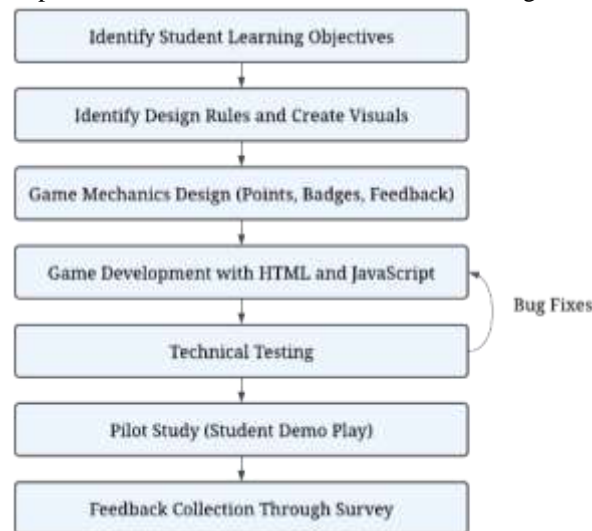 Identify Student Learning Objectives
Identify Design Rules and Create Visuals
Game Mechanics Design (Points, Badges, Feedback)
Game Development with HTML and JavaScript
Bug Fixes
Technical Testing
Pilot Study (Student Demo Play)
Feedback Collection Through Survey